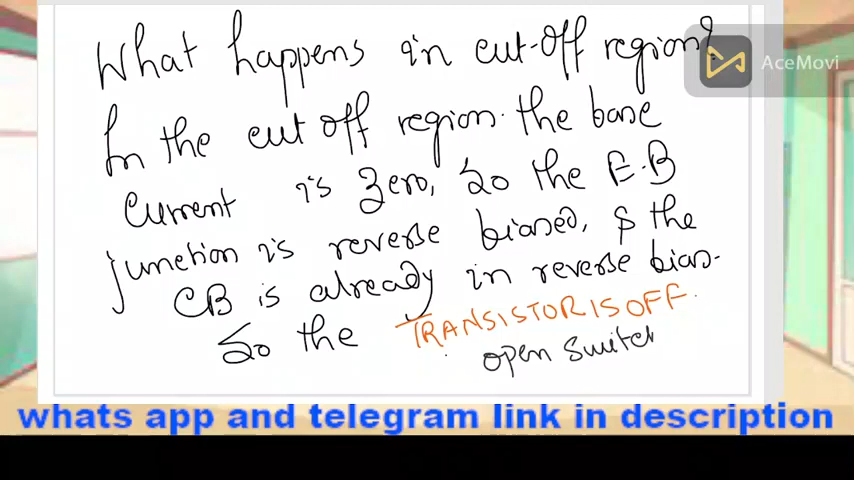 What happens in cut-off region?
AceMovi
In the cut off region. the base
current is zero, So the E-B
junction is reverse biased, & the
CB is already in reverse bias.
So the TRANSISTOR IS OFF.
open switch
whats app and telegram link in description